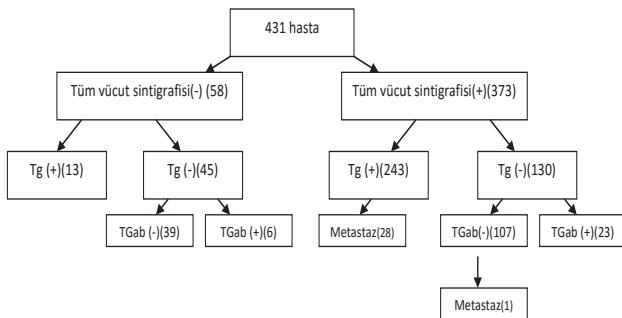 431 hasta
Tüm vücut sintigrafisi(-) (58)
Tüm vücut sintigrafisi(+)(373)
Tg (+)(13)
Tg (-)(45)
Tg (+)(243)
Tg (-)(130)
TGab (-)(39)
TGab (+)(6)
Metastaz(28)
TGab(-)(107)
TGab (+)(23)
Metastaz(1)